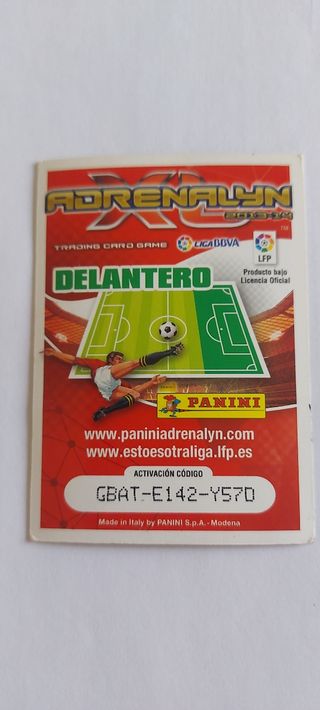 ADRENALYN
XL
2013-14
TM
TRADING CARD GAME
LIGA BBVA
LFP
DELANTERO
Producto bajo
Licencia Oficial
PANINI
www.paniniadrenalyn.com
www.estoesotraliga.lfp.es
ACTIVACIÓN CÓDIGO
GBAT-E142-Y57D
Made in Italy by PANINI S.p.A. - Modena